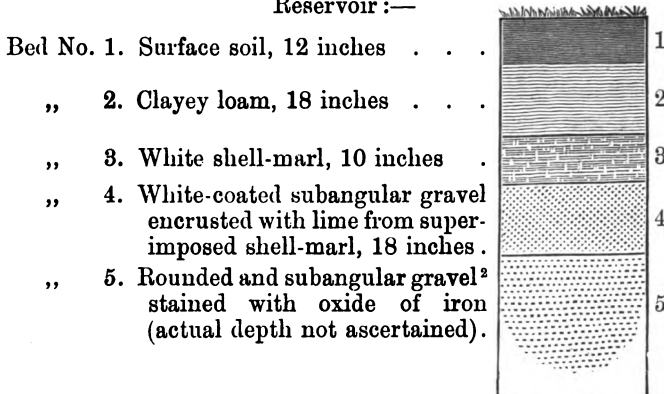 Reservoir :—
Bed No. 1. Surface soil, 12 inches . . . 1
„ 2. Clayey loam, 18 inches . . . 2
„ 3. White shell-marl, 10 inches . 3
„ 4. White-coated subangular gravel
encrusted with lime from super-
imposed shell-marl, 18 inches . 4
„ 5. Rounded and subangular gravel²
stained with oxide of iron 5
(actual depth not ascertained).